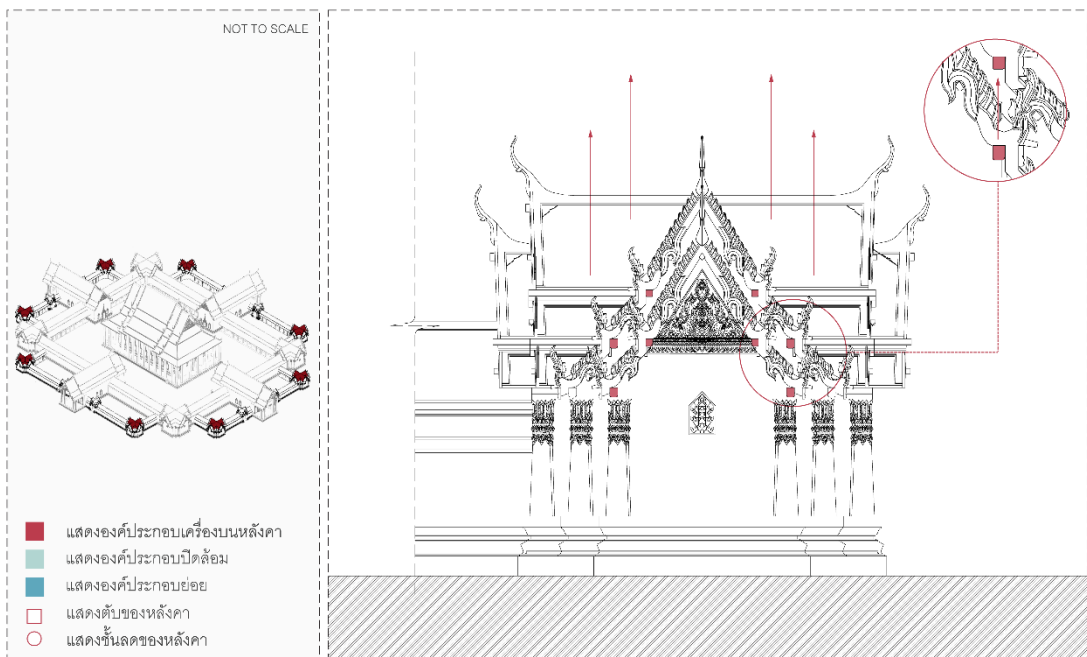 NOT TO SCALE
แสดงองค์ประกอบเครื่องบนหลังคา
แสดงองค์ประกอบปิดล้อม
แสดงองค์ประกอบย่อย
แสดงตับของหลังคา
แสดงชั้นลดของหลังคา